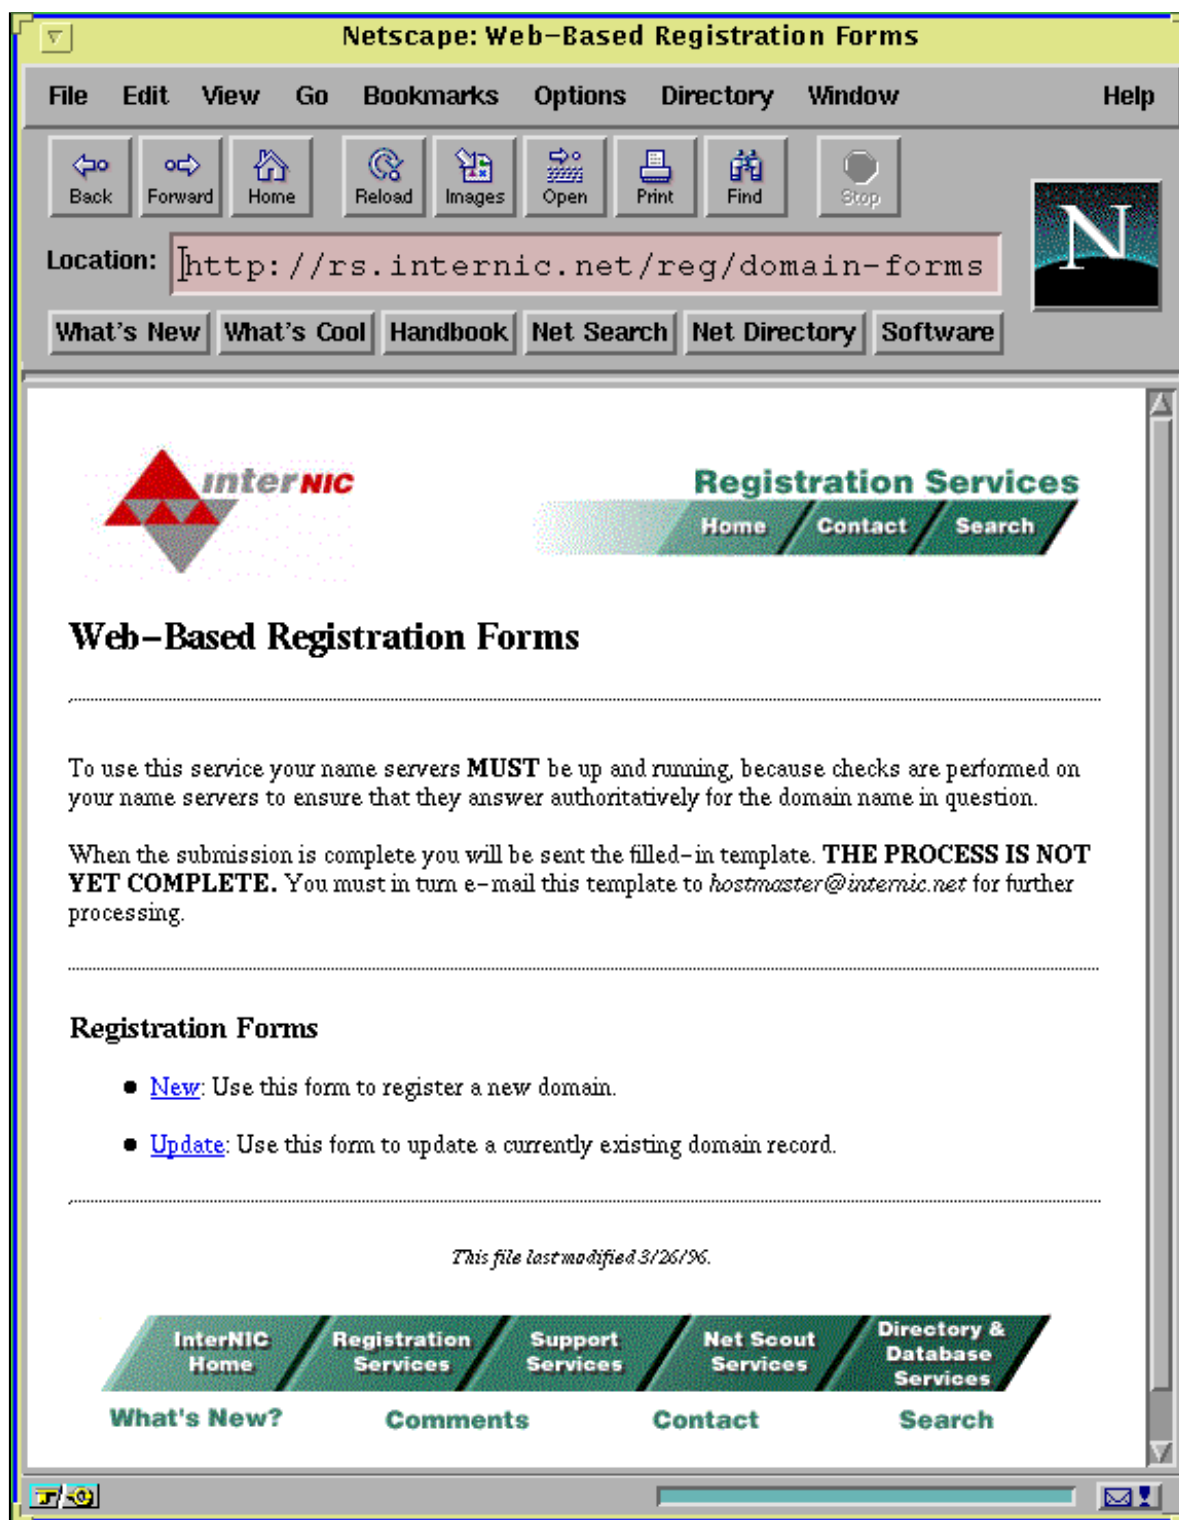 Netscape: Web-Based Registration Forms
File Edit View Go Bookmarks Options Directory Window Help
Back Forward Home Reload Images Open Print Find Stop
N
Location: http://rs.internic.net/reg/domain-forms
What's New What's Cool Handbook Net Search Net Directory Software
interNIC
Registration Services
Home Contact Search
Web-Based Registration Forms
To use this service your name servers MUST be up and running, because checks are performed on
your name servers to ensure that they answer authoritatively for the domain name in question.
When the submission is complete you will be sent the filled-in template. THE PROCESS IS NOT
YET COMPLETE. You must in turn e-mail this template to hostmaster@internic.net for further
processing.
Registration Forms
New: Use this form to register a new domain.
Update: Use this form to update a currently existing domain record.
This file last modified 3/26/96.
InterNIC Home
Registration Services
Support Services
Net Scout Services
Directory & Database Services
What's New? Comments Contact Search